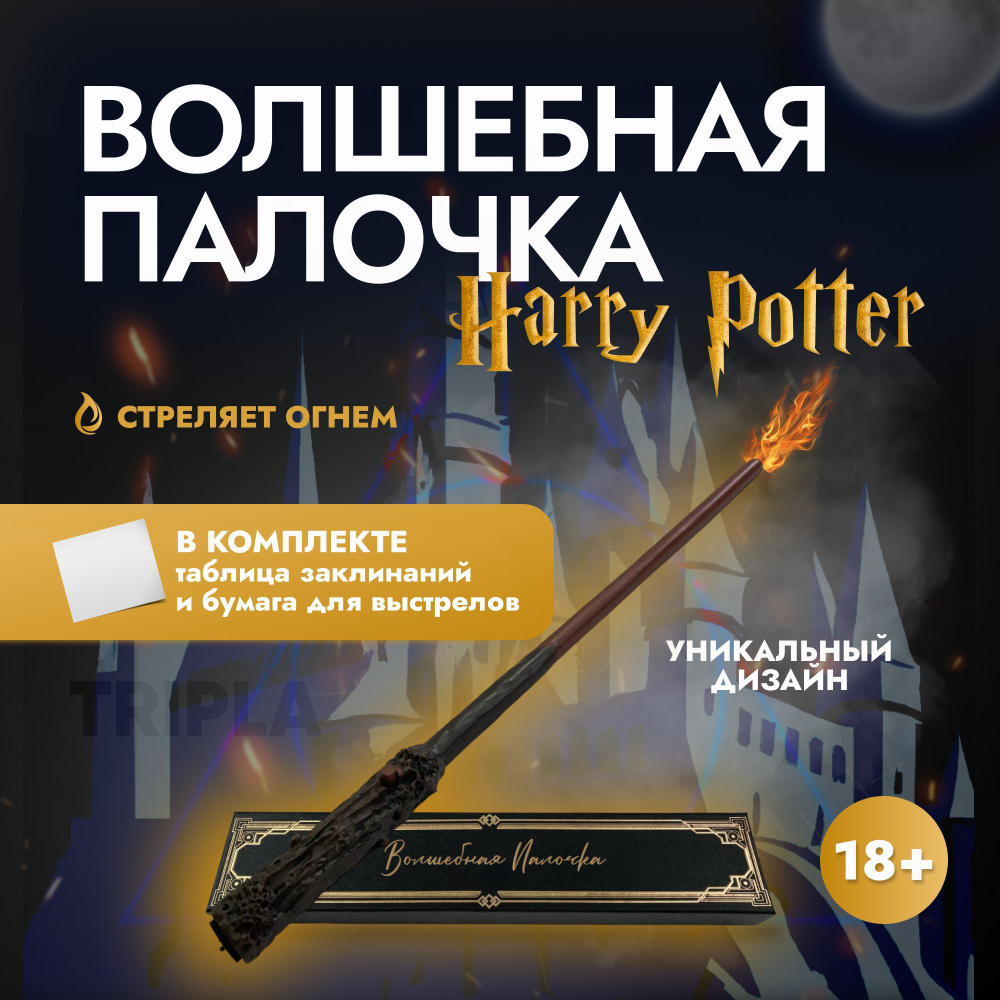 ВОЛШЕБНАЯ
ПАЛОЧКА
Harry Potter
СТРЕЛЯЕТ ОГНЕМ
В КОМПЛЕКТЕ
таблица заклинаний
и бумага для выстрелов
УНИКАЛЬНЫЙ
ДИЗАЙН
TRIPLA
Волшебная Палочка
18+